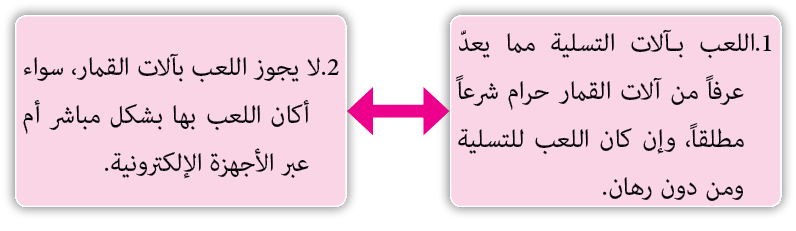 1.اللعب بـآلات التسلية مما يعدّ
عرفاً من آلات القمار حرام شرعاً
مطلقاً، وإن كان اللعب للتسلية
ومن دون رهان.
2.لا يجوز اللعب بآلات القمار، سواء
أكان اللعب بها بشكل مباشر أم
عبر الأجهزة الإلكترونية.